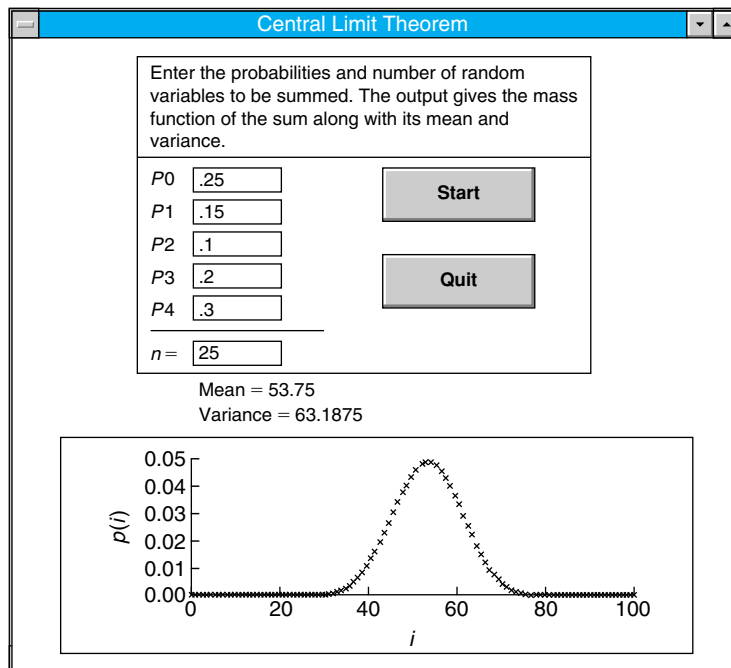 Central Limit Theorem
Enter the probabilities and number of random
variables to be summed. The output gives the mass
function of the sum along with its mean and
variance.
P0 .25
P1 .15
P2 .1
P3 .2
P4 .3
n = 25
Start
Quit
Mean = 53.75
Variance = 63.1875
p(i)
0.05
0.04
0.03
0.02
0.01
0.00
0 20 40 60 80 100
i